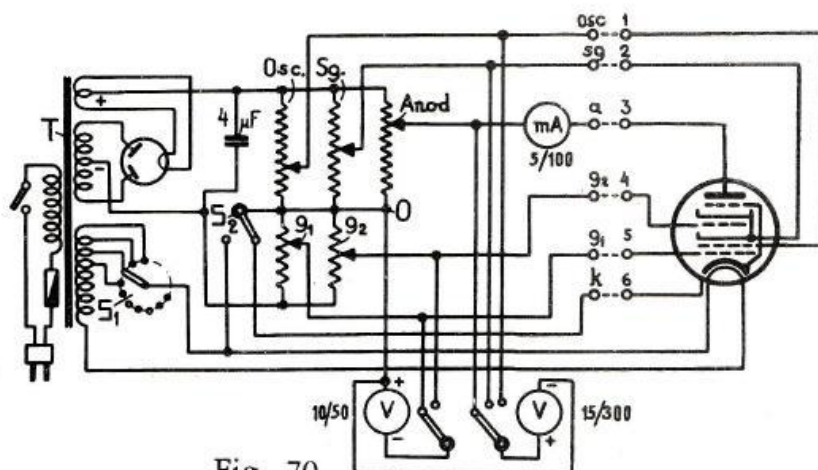 osc 1
sg 2
Osc. Sg.
+
4 µF
Anod
mA
a 3
5/100
T
-
g2 4
S2
0
g1
g2
g1 5
k 6
S1
+
10/50
V
-
-
V
15/300
+
Fig. 70